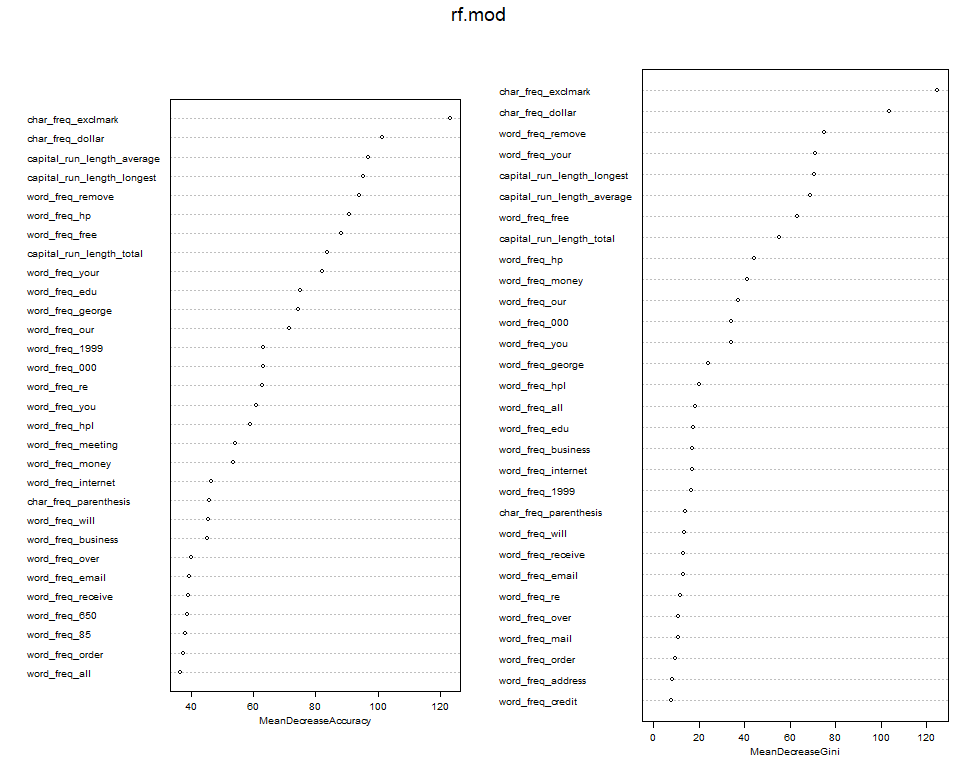 rf.mod
char_freq_exclmark
char_freq_dollar
capital_run_length_average
capital_run_length_longest
word_freq_remove
word_freq_hp
word_freq_free
capital_run_length_total
word_freq_your
word_freq_edu
word_freq_george
word_freq_our
word_freq_1999
word_freq_000
word_freq_re
word_freq_you
word_freq_hpl
word_freq_meeting
word_freq_money
word_freq_internet
char_freq_parenthesis
word_freq_will
word_freq_business
word_freq_over
word_freq_email
word_freq_receive
word_freq_650
word_freq_85
word_freq_order
word_freq_all
40 60 80 100 120
MeanDecreaseAccuracy
char_freq_exclmark
char_freq_dollar
word_freq_remove
word_freq_your
capital_run_length_longest
capital_run_length_average
word_freq_free
capital_run_length_total
word_freq_hp
word_freq_money
word_freq_our
word_freq_000
word_freq_you
word_freq_george
word_freq_hpl
word_freq_all
word_freq_edu
word_freq_business
word_freq_internet
word_freq_1999
char_freq_parenthesis
word_freq_will
word_freq_receive
word_freq_email
word_freq_re
word_freq_over
word_freq_mail
word_freq_order
word_freq_address
word_freq_credit
0 20 40 60 80 100 120
MeanDecreaseGini